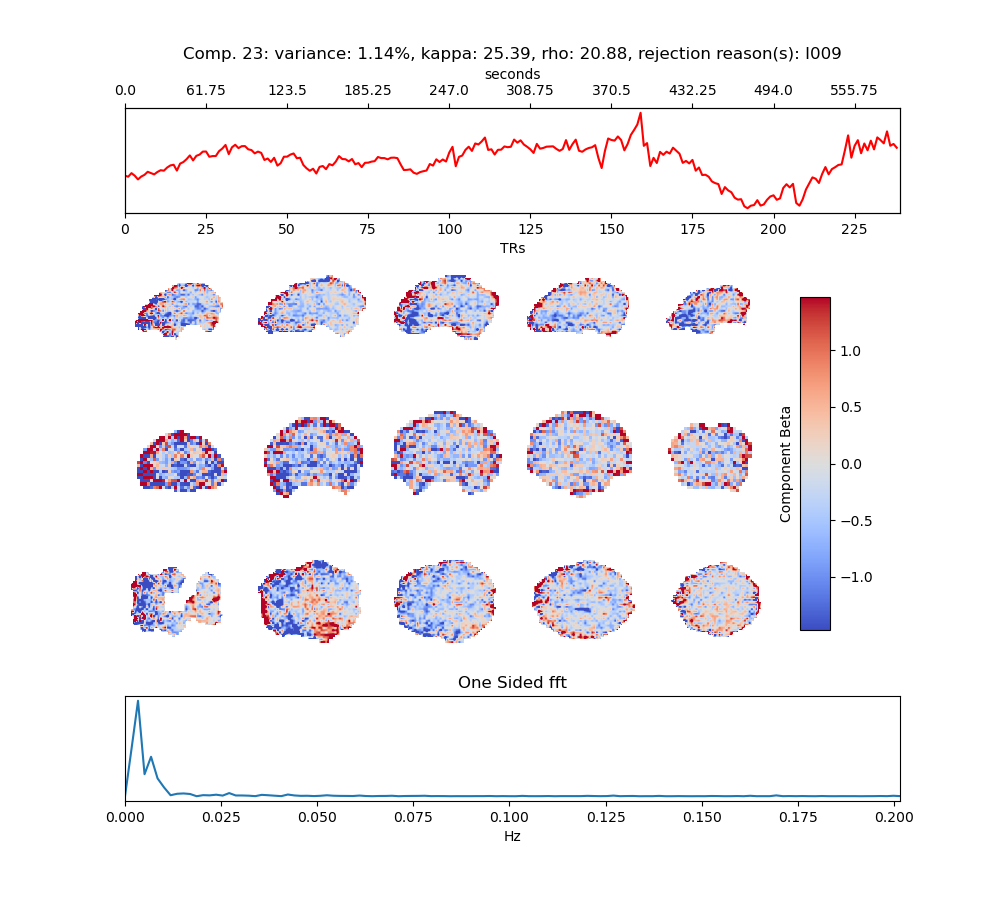 Comp. 23: variance: 1.14%, kappa: 25.39, rho: 20.88, rejection reason(s): I009
seconds
0.0 61.75 123.5 185.25 247.0 308.75 370.5 432.25 494.0 555.75
0 25 50 75 100 125 150 175 200 225
TRs
1.0
0.5
0.0
−0.5
−1.0
Component Beta
One Sided fft
0.000 0.025 0.050 0.075 0.100 0.125 0.150 0.175 0.200
Hz